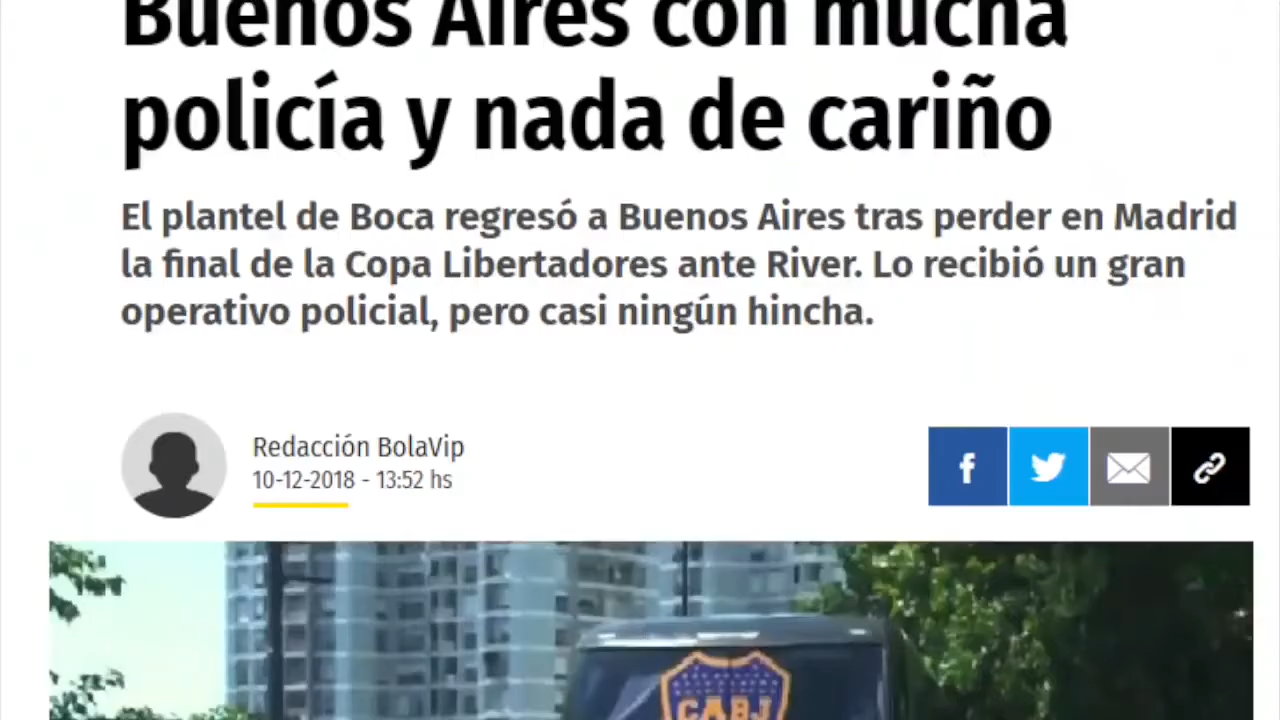 Buenos Aires con mucha
policía y nada de cariño
El plantel de Boca regresó a Buenos Aires tras perder en Madrid
la final de la Copa Libertadores ante River. Lo recibió un gran
operativo policial, pero casi ningún hincha.
Redacción BolaVip
10-12-2018 - 13:52 hs
CABJ